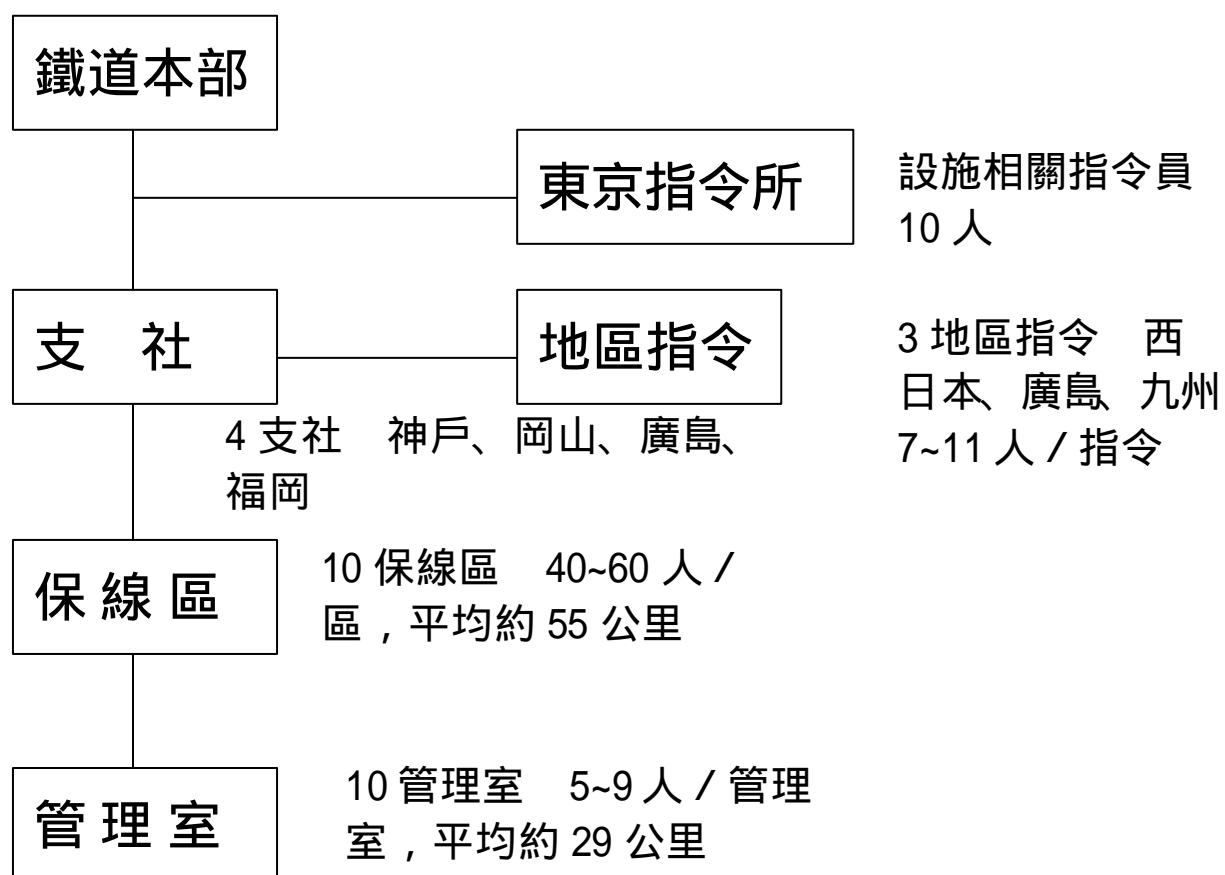 鐵道本部
東京指令所
設施相關指令員
10 人
支 社
地區指令
3 地區指令 西
日本、廣島、九州
7~11 人／指令
4 支社 神戶、岡山、廣島、
福岡
保 線 區
10 保線區 40~60 人／
區，平均約 55 公里
管 理 室
10 管理室 5~9 人／管理
室，平均約 29 公里